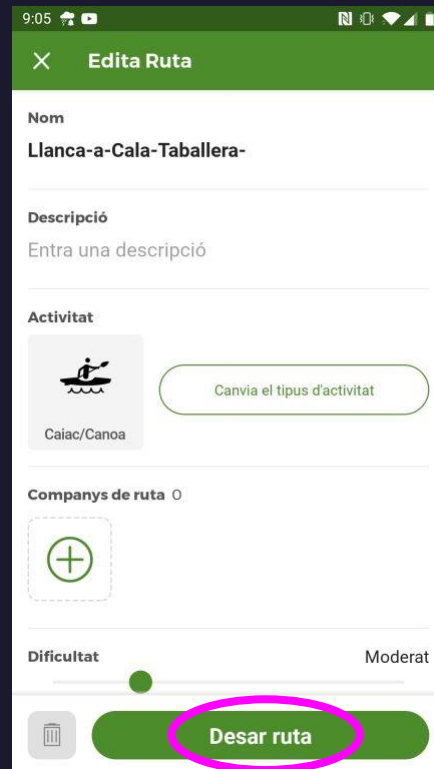 9:05
Edita Ruta
Nom
Llanca-a-Cala-Taballera-
Descripció
Entra una descripció
Activitat
Canvia el tipus d'activitat
Caiac/Canoa
Companys de ruta 0
Dificultat Moderat
Desar ruta